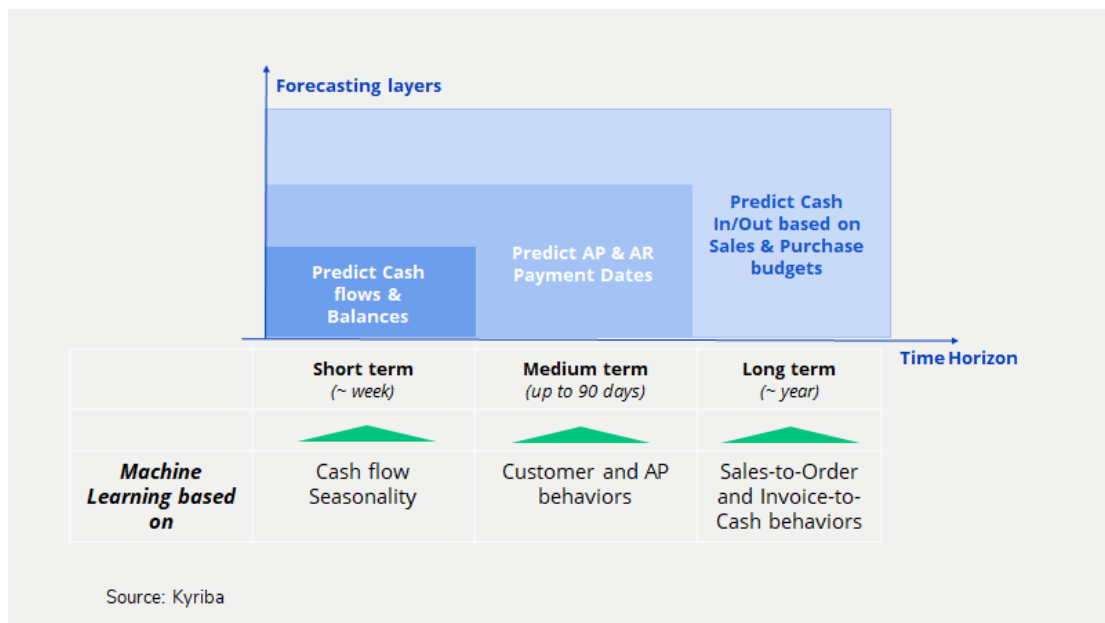 Forecasting layers
Predict Cash
In/Out based on
Sales & Purchase
budgets
Predict AP & AR
Payment Dates
Predict Cash
flows &
Balances
Time Horizon
Short term
(~ week)
Medium term
(up to 90 days)
Long term
(~ year)
Machine
Learning based
on
Cash flow
Seasonality
Customer and AP
behaviors
Sales-to-Order
and Invoice-to-
Cash behaviors
Source: Kyriba